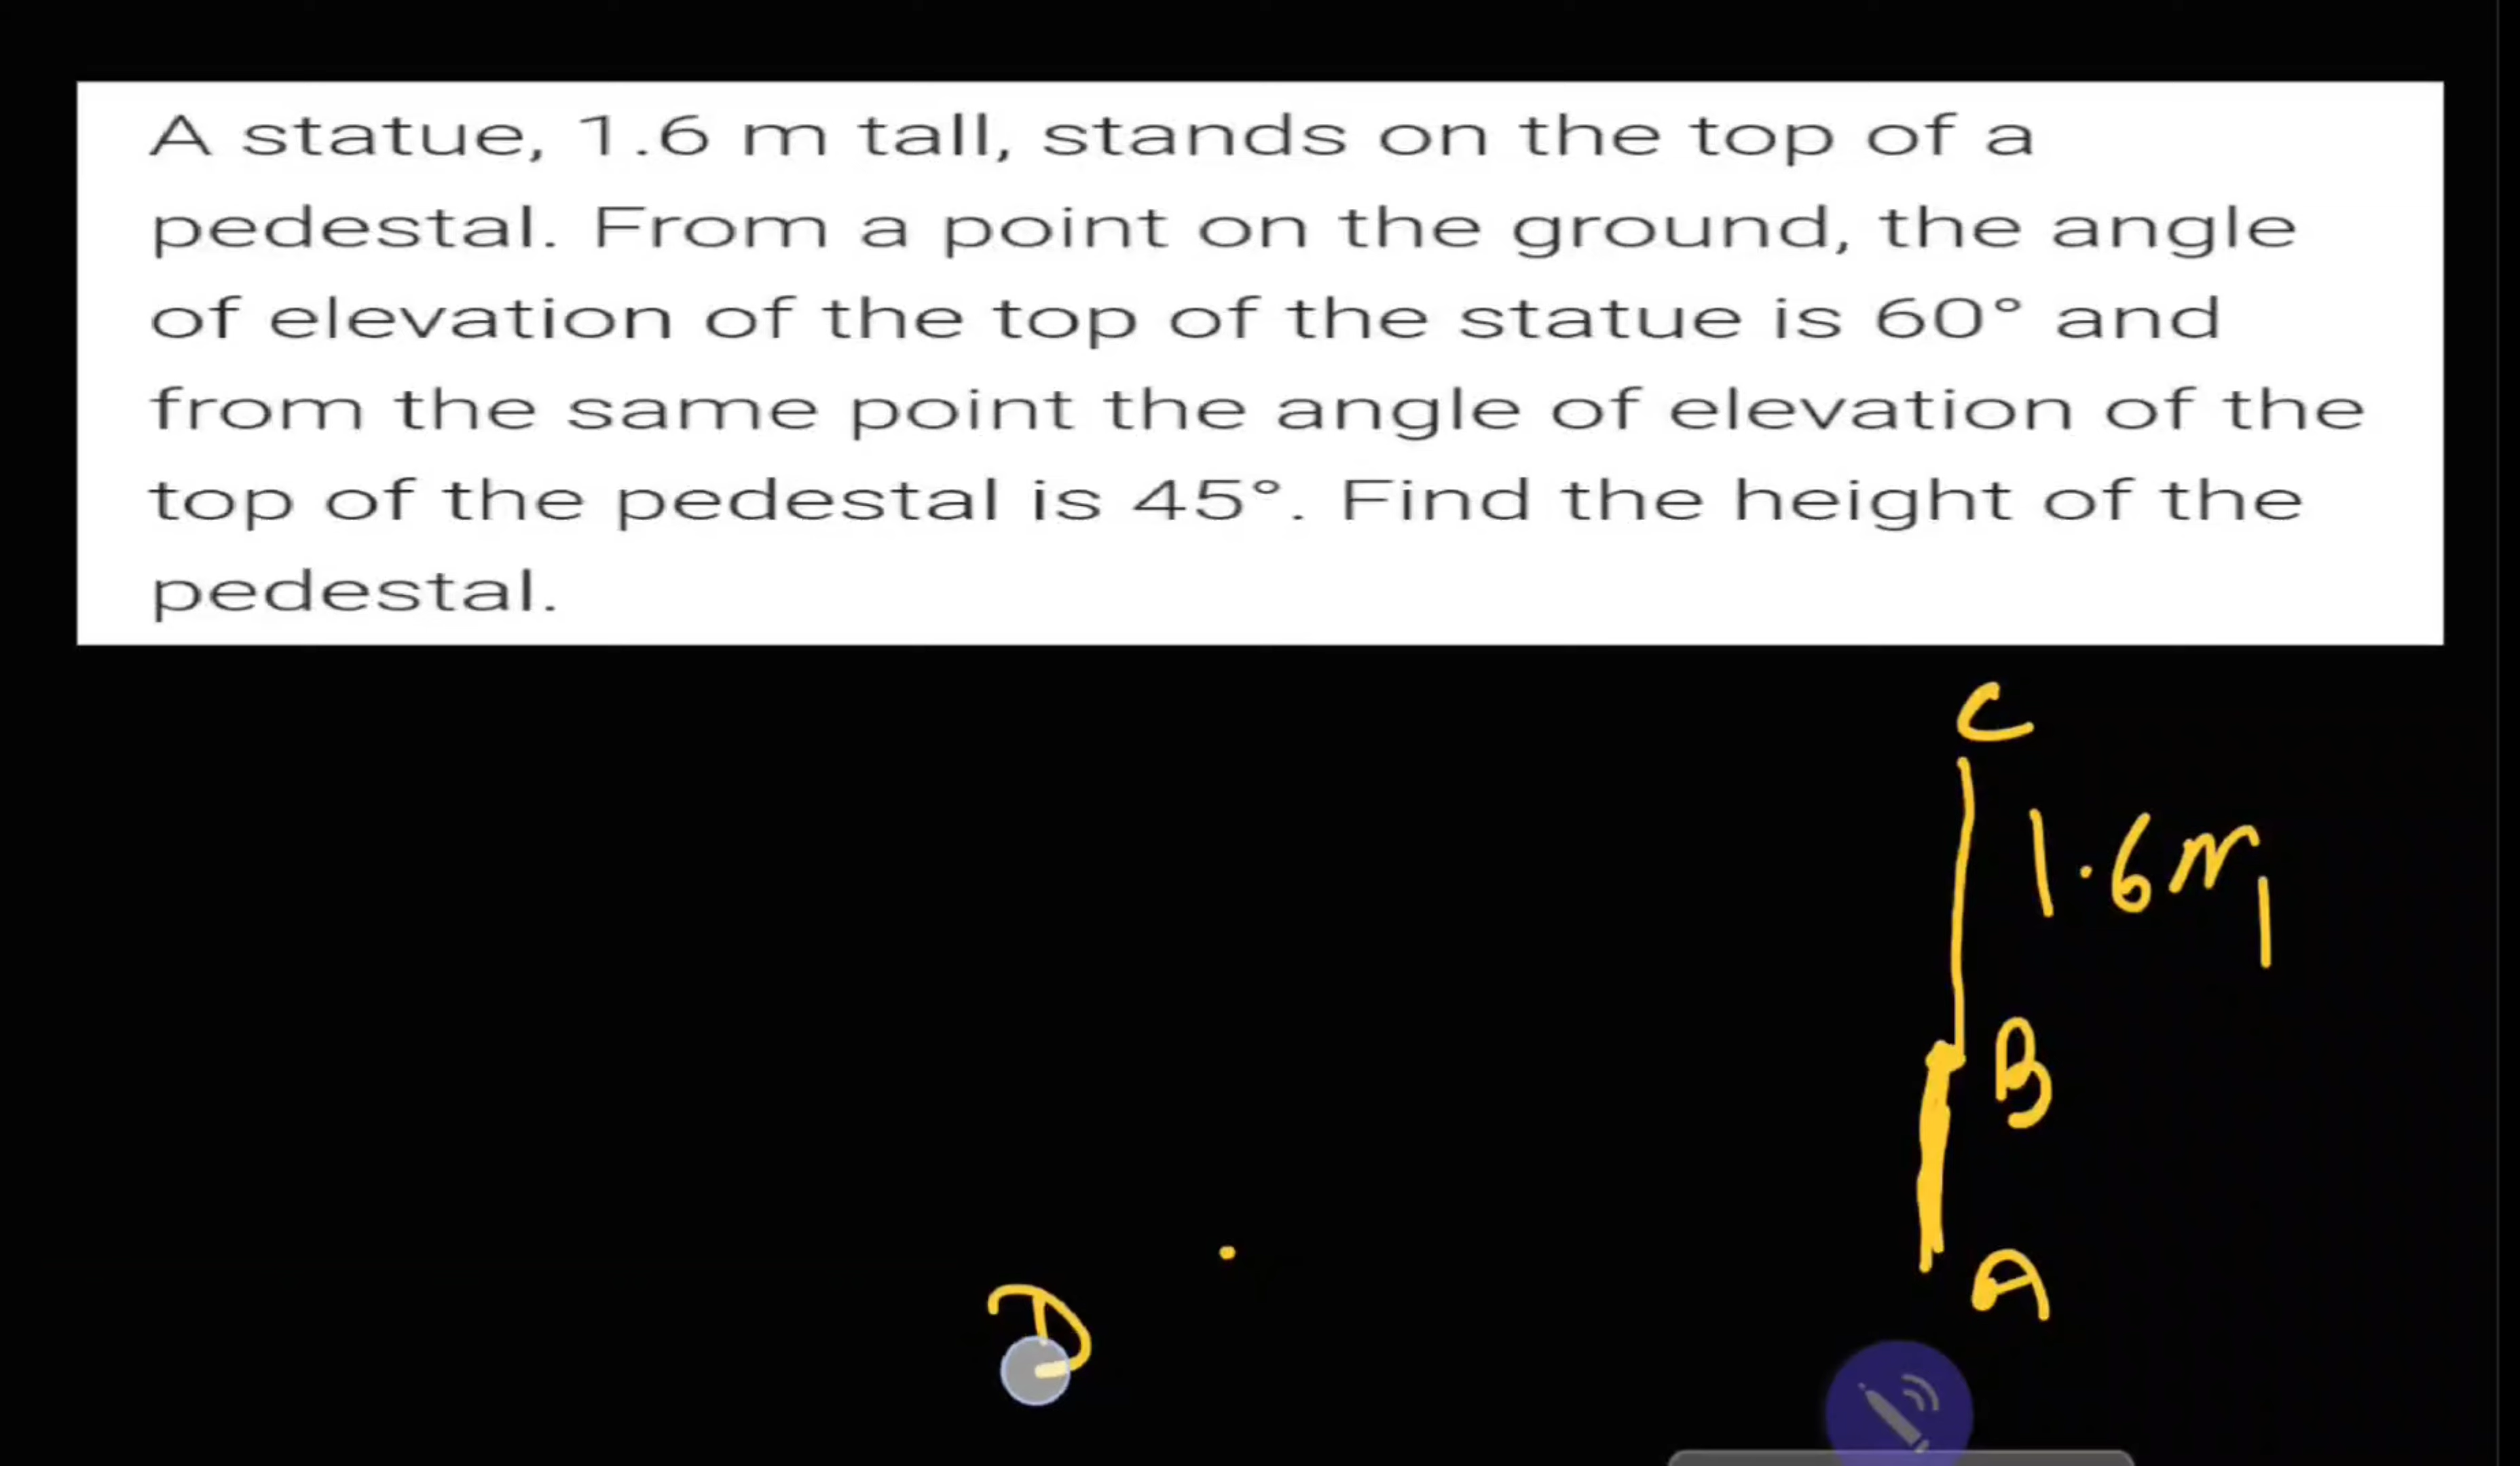 A statue, 1.6 m tall, stands on the top of a
pedestal. From a point on the ground, the angle
of elevation of the top of the statue is 60° and
from the same point the angle of elevation of the
top of the pedestal is 45°. Find the height of the
pedestal.
C
1.6m
B
A
D